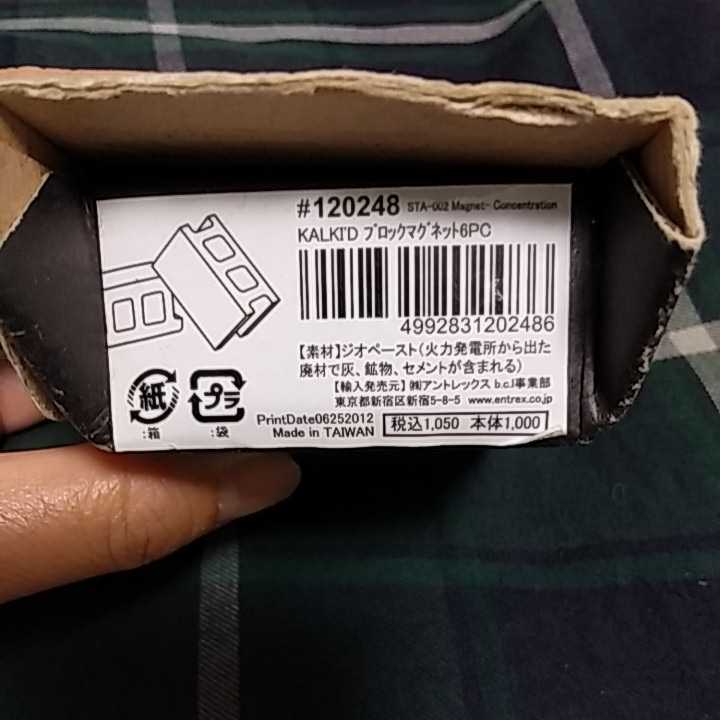 #120248 STA-002 Magnet- Concentration
KALKI'D ブロックマグネット6PC
4992831202486
【素材】ジオペースト(火力発電所から出た
廃材で灰、鉱物、セメントが含まれる)
【輸入発売元】㈱アントレックス b.c.l事業部
東京都新宿区新宿5-8-5 www.entrex.co.jp
紙 プラ
:箱 :袋
PrintDate06252012
Made in TAIWAN
税込1,050 本体1,000